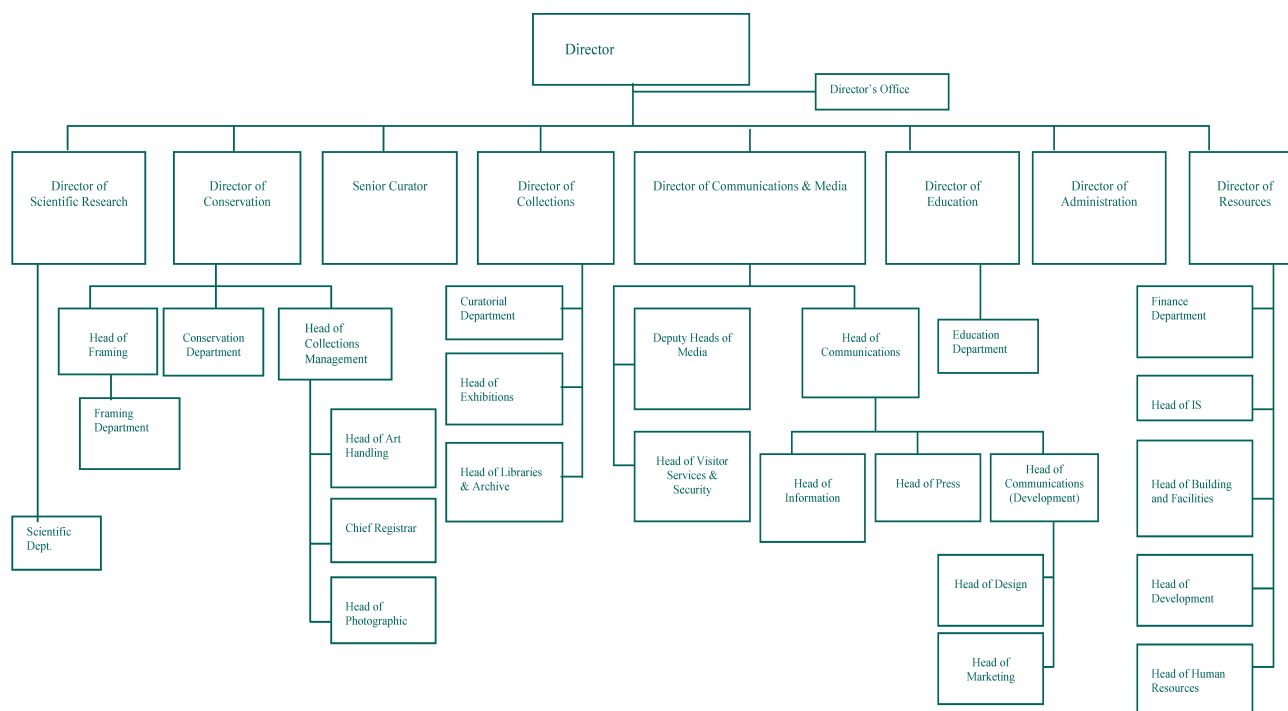 Director
Director's Office
Director of
Scientific Research
Director of
Conservation
Senior Curator
Director of
Collections
Director of Communications & Media
Director of
Education
Director of
Administration
Director of
Resources
Head of
Framing
Conservation
Department
Head of
Collections
Management
Curatorial
Department
Deputy Heads of
Media
Head of
Communications
Education
Department
Finance
Department
Framing
Department
Head of
Exhibitions
Head of IS
Head of Art
Handling
Head of Libraries
& Archive
Head of Visitor
Services &
Security
Head of
Information
Head of Press
Head of
Communications
(Development)
Head of Building
and Facilities
Scientific
Dept.
Chief Registrar
Head of
Photographic
Head of Design
Head of
Development
Head of
Marketing
Head of Human
Resources